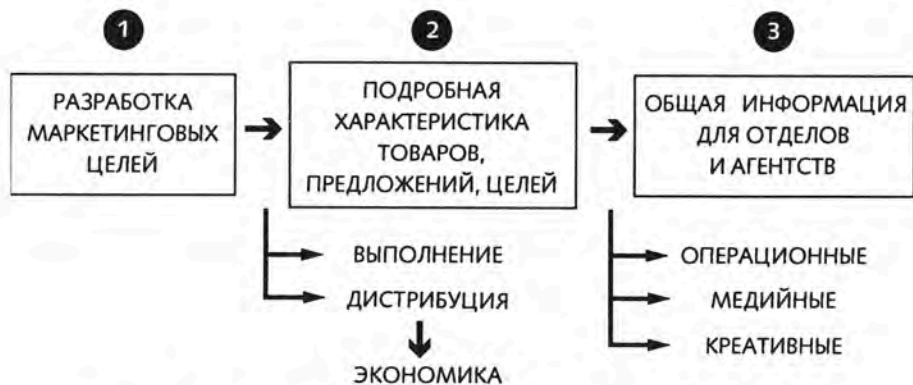 1
2
3
РАЗРАБОТКА
МАРКЕТИНГОВЫХ
ЦЕЛЕЙ
ПОДРОБНАЯ
ХАРАКТЕРИСТИКА
ТОВАРОВ,
ПРЕДЛОЖЕНИЙ, ЦЕЛЕЙ
ОБЩАЯ ИНФОРМАЦИЯ
ДЛЯ ОТДЕЛОВ
И АГЕНТСТВ
ВЫПОЛНЕНИЕ
ДИСТРИБУЦИЯ
ЭКОНОМИКА
ОПЕРАЦИОННЫЕ
МЕДИЙНЫЕ
КРЕАТИВНЫЕ